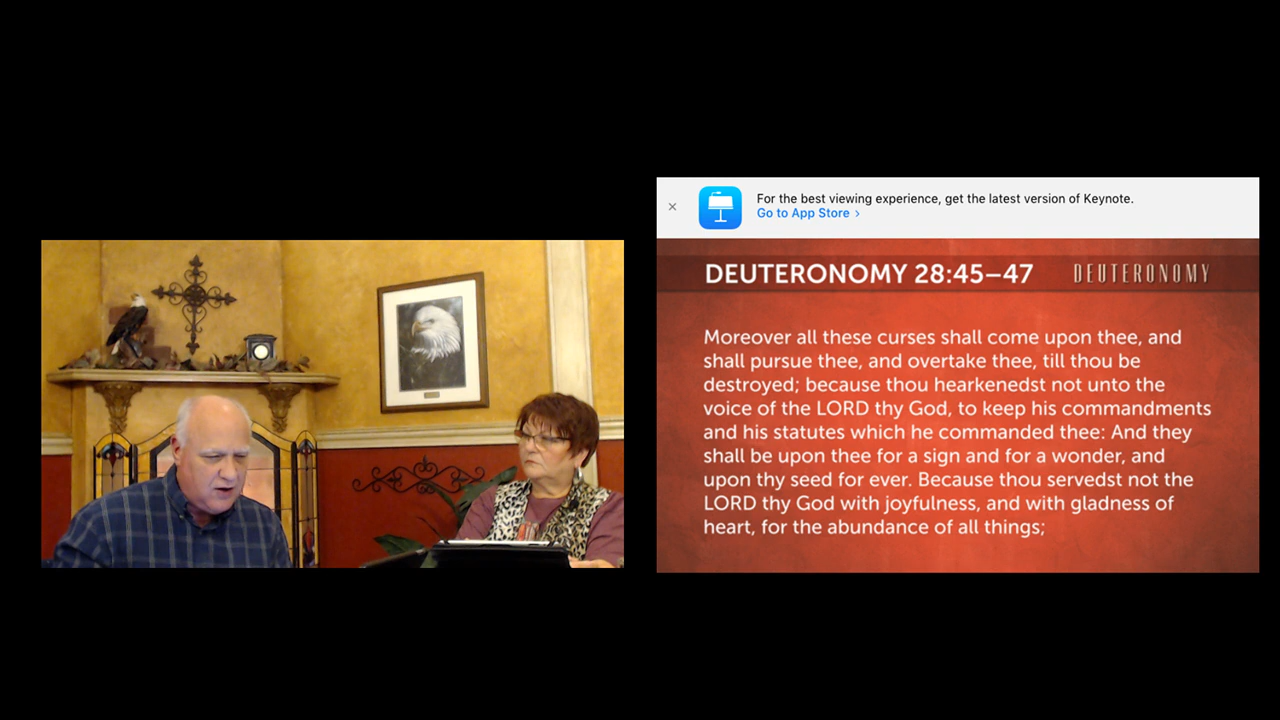 ×
For the best viewing experience, get the latest version of Keynote.
Go to App Store ›
DEUTERONOMY 28:45–47
DEUTERONOMY
Moreover all these curses shall come upon thee, and
shall pursue thee, and overtake thee, till thou be
destroyed; because thou hearkenedst not unto the
voice of the LORD thy God, to keep his commandments
and his statutes which he commanded thee: And they
shall be upon thee for a sign and for a wonder, and
upon thy seed for ever. Because thou servedst not the
LORD thy God with joyfulness, and with gladness of
heart, for the abundance of all things;